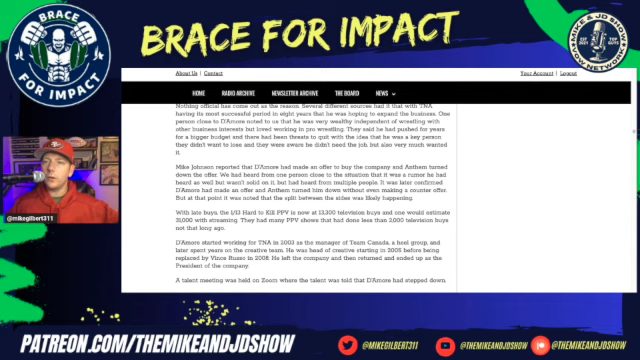 BRACE FOR IMPACT
BRACE
FOR IMPACT
MIKE & JD SHOW
EST 2021
TOP GUYS
VOW NETWORK
About Us | Contact
Your Account | Logout
HOME RADIO ARCHIVE NEWSLETTER ARCHIVE THE BOARD NEWS
Nothing official has come out as the reason. Several different sources had it that with TNA
having its most successful period in eight years that he was hoping to expand the business. One
person close to D'Amore noted to us that he was very wealthy independent of wrestling with
other business interests but loved working in pro wrestling. They said he had pushed for years
for a bigger budget and there had been threats to quit with the idea that he was a key person
they didn't want to lose and they were aware he didn't need the job, but also very much wanted
it.
Mike Johnson reported that D'Amore had made an offer to buy the company and Anthem turned
down the offer. We had heard from one person close to the situation that it was a rumor he had
heard as well but wasn't solid on it, but had heard from multiple people. It was later confirmed
D'Amore had made an offer and Anthem turned him down without even making a counter offer.
But at that point it was noted that the split between the sides was likely happening.
With late buys, the 1/13 Hard to Kill PPV is now at 13,300 television buys and one would estimate
21,000 with streaming. They had many PPV shows that had done less than 2,000 television buys
not that long ago.
D'Amore started working for TNA in 2003 as the manager of Team Canada, a heel group, and
later spent years on the creative team. He was head of creative starting in 2005 before being
replaced by Vince Russo in 2006. He left the company and then returned and ended up as the
President of the company.
A talent meeting was held on Zoom where the talent was told that D'Amore had stepped down.
@mikegilbert311
PATREON.COM/THEMIKEANDJDSHOW
@MIKEGILBERT311
@THEMIKEANDJDSHOW
@THEMIKEANDJDSHOW